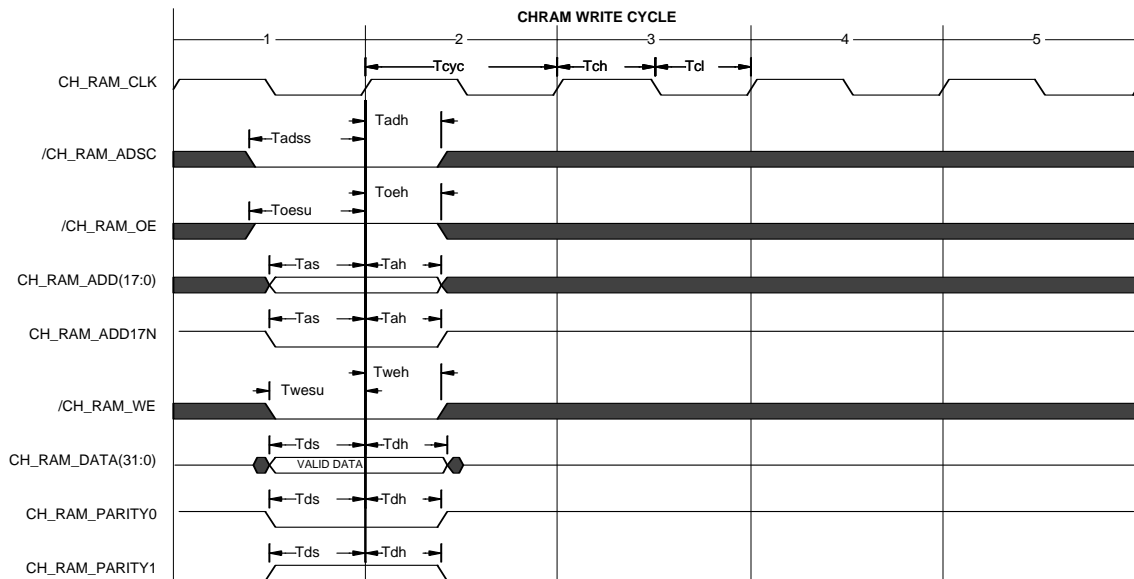 CHRAM WRITE CYCLE
1 2 3 4 5
Tcyc Tch Tcl
CH_RAM_CLK
Tadh
Tadss
/CH_RAM_ADSC
Toeh
Toesu
/CH_RAM_OE
Tas Tah
CH_RAM_ADD(17:0)
Tas Tah
CH_RAM_ADD17N
Tweh
Twesu
/CH_RAM_WE
Tds Tdh
CH_RAM_DATA(31:0)
VALID DATA
Tds Tdh
CH_RAM_PARITY0
Tds Tdh
CH_RAM_PARITY1